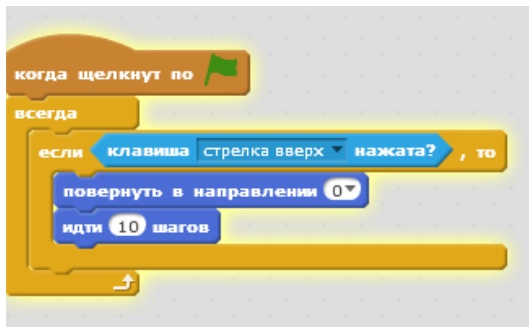 когда щелкнут по
всегда
если клавиша стрелка вверх нажата? , то
повернуть в направлении 0
идти 10 шагов